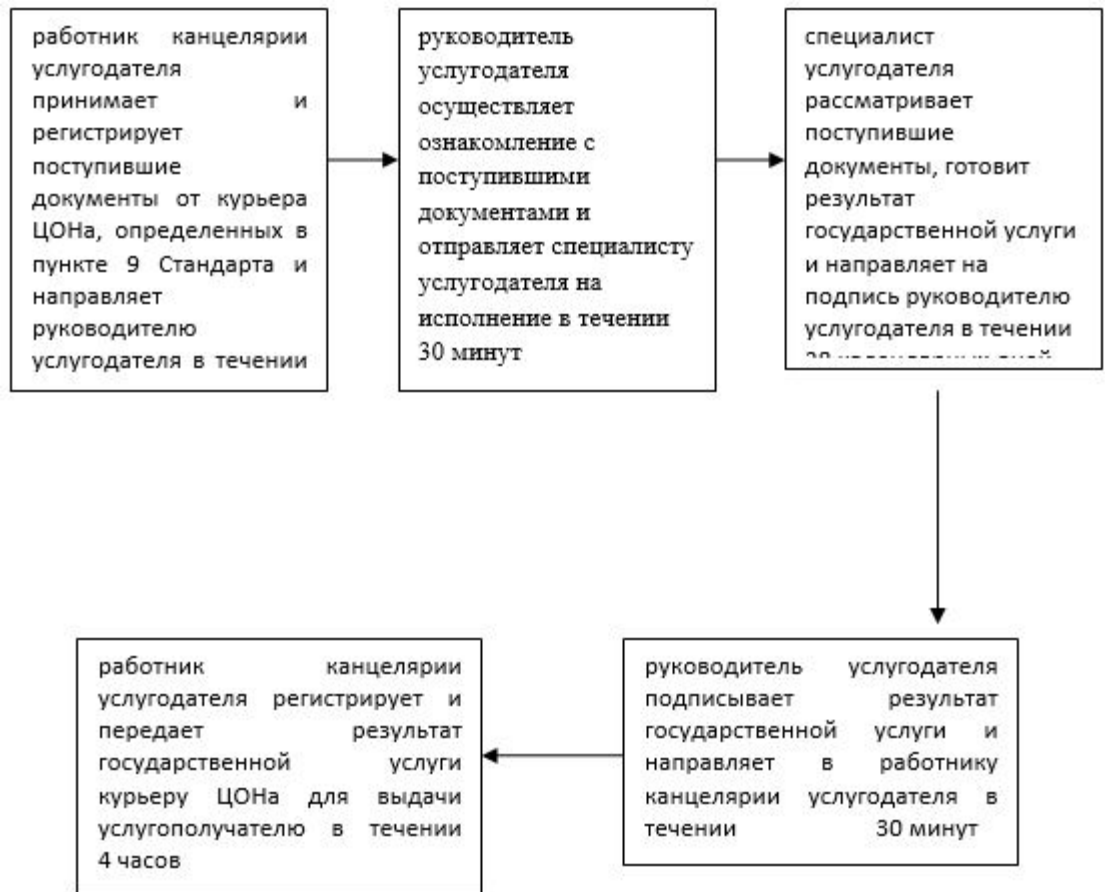 работник канцелярии
услугодателя
принимает и
регистрирует
поступившие
документы от курьера
ЦОНа, определенных в
пункте 9 Стандарта и
направляет
руководителю
услугодателя в течении
руководитель
услугодателя
осуществляет
ознакомление с
поступившими
документами и
отправляет специалисту
услугодателя на
исполнение в течении
30 минут
специалист
услугодателя
рассматривает
поступившие
документы, готовит
результат
государственной услуги
и направляет на
подпись руководителю
услугодателя в течении
руководитель услугодателя
подписывает результат
государственной услуги и
направляет в работнику
канцелярии услугодателя в
течении 30 минут
работник канцелярии
услугодателя регистрирует и
передает результат
государственной услуги
курьеру ЦОНа для выдачи
услугополучателю в течении
4 часов